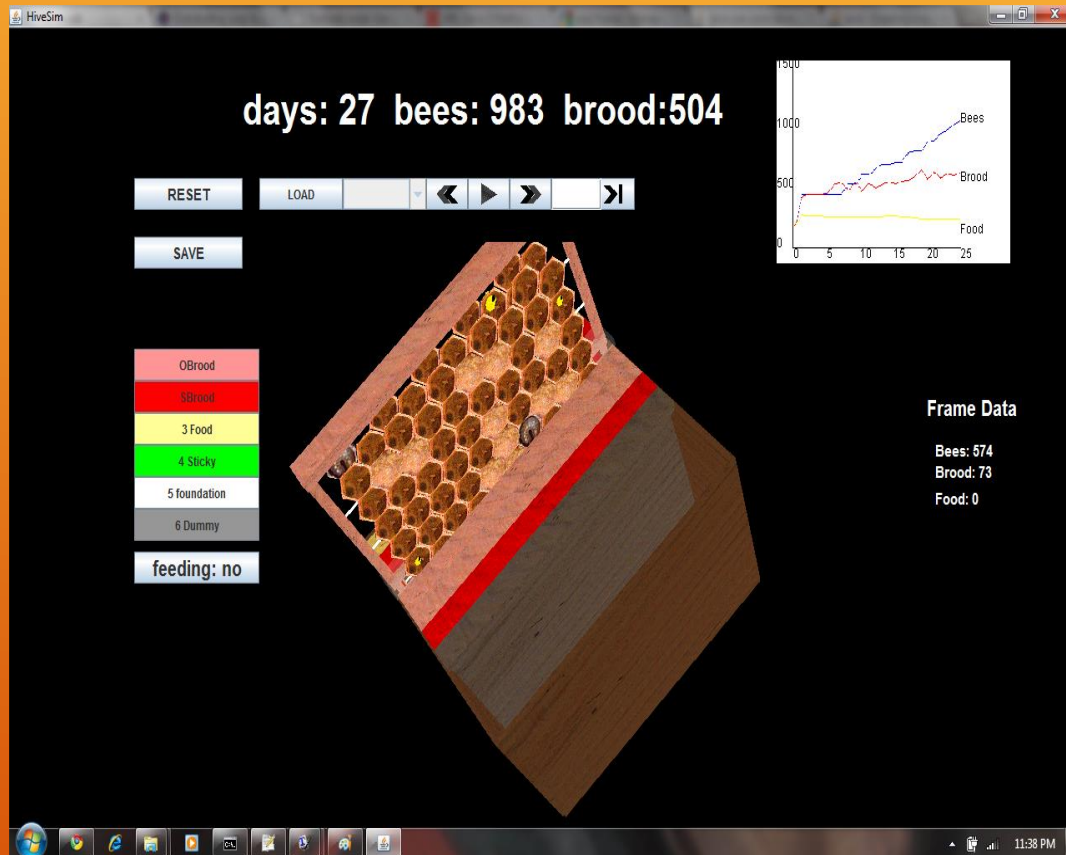 HiveSim
days: 27 bees: 983 brood:504
RESET
LOAD
SAVE
1500
1000
500
0
0 5 10 15 20 25
Bees
Brood
Food
OBrood
SBrood
3 Food
4 Sticky
5 foundation
6 Dummy
feeding: no
Frame Data
Bees: 574
Brood: 73
Food: 0
11:38 PM